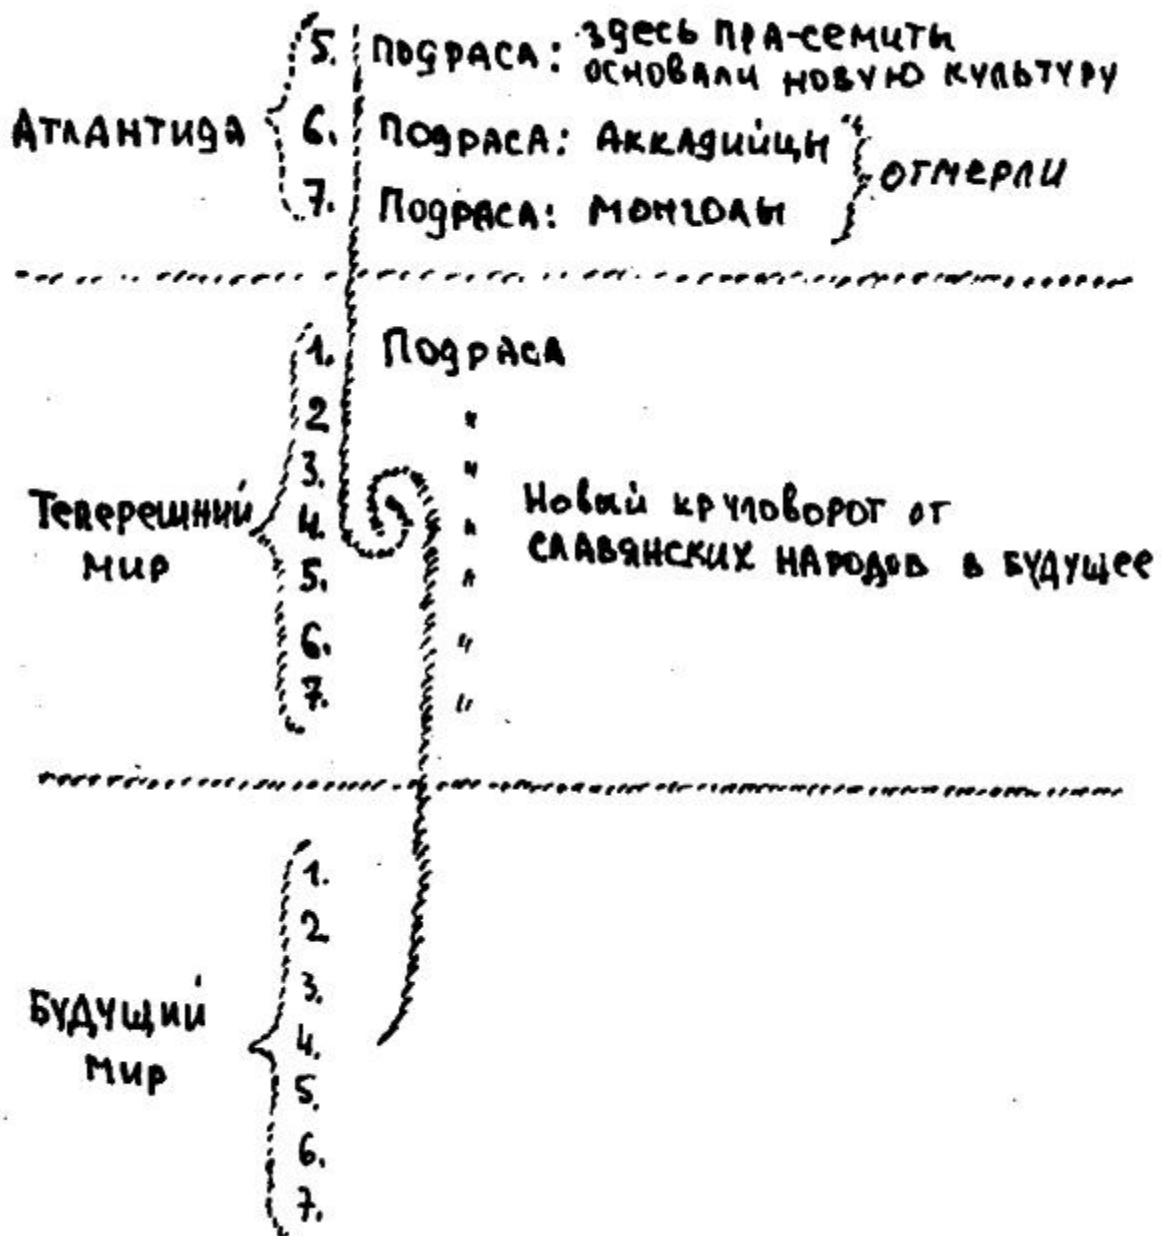 5. Подраса: здесь пра-семиты
основали новую культуру
Атлантида
6. Подраса: Аккадийцы
отмерли
7. Подраса: монголы
1. Подраса
2 "
3. "
Теперешний
мир
4. "
Новый круговорот от
славянских народов в будущее
5. "
6. "
7. "
1.
2
3.
Будущий
мир
4.
5.
6.
7.